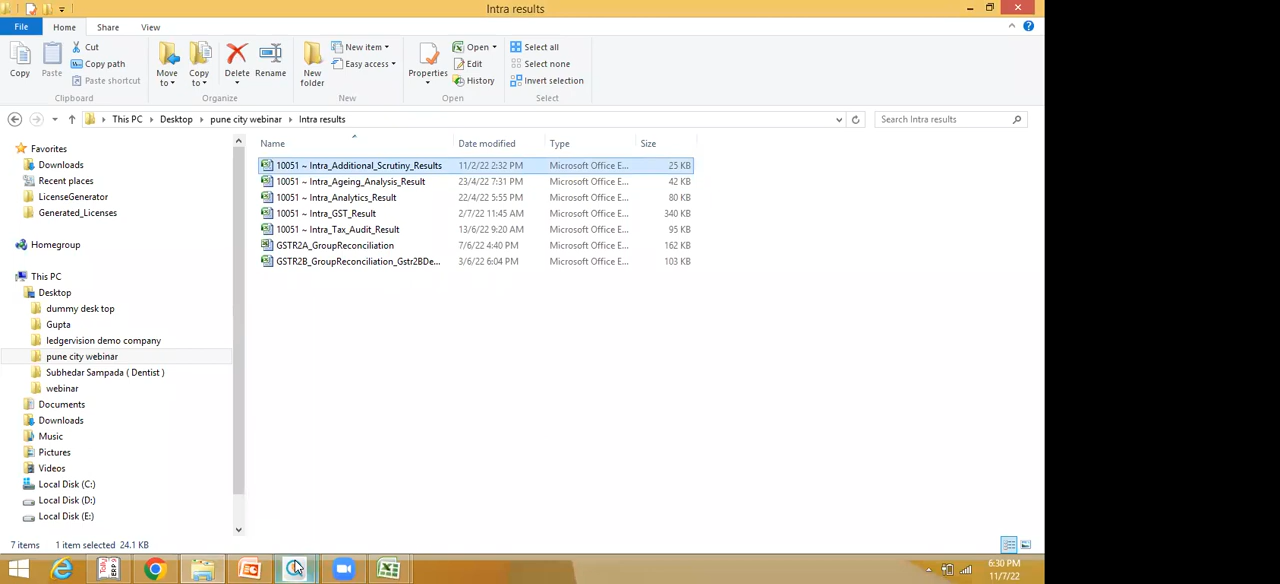 Intra results
File Home Share View
Copy Paste Cut Copy path Paste shortcut Move to Copy to Delete Rename New folder New item Easy access Properties Open Edit History Select all Select none Invert selection
Clipboard Organize New Open Select
This PC Desktop pune city webinar Intra results Search Intra results
Name Date modified Type Size
10051 ~ Intra_Additional_Scrutiny_Results 11/2/22 2:32 PM Microsoft Office E... 25 KB
10051 ~ Intra_Ageing_Analysis_Result 23/4/22 7:31 PM Microsoft Office E... 42 KB
10051 ~ Intra_Analytics_Result 22/4/22 5:55 PM Microsoft Office E... 80 KB
10051 ~ Intra_GST_Result 2/7/22 11:45 AM Microsoft Office E... 340 KB
10051 ~ Intra_Tax_Audit_Result 13/6/22 9:20 AM Microsoft Office E... 95 KB
GSTR2A_GroupReconciliation 7/6/22 4:40 PM Microsoft Office E... 162 KB
GSTR2B_GroupReconciliation_Gstr2BDe... 3/6/22 6:04 PM Microsoft Office E... 103 KB
Favorites
Downloads
Recent places
LicenseGenerator
Generated_Licenses
Homegroup
This PC
Desktop
dummy desk top
Gupta
ledgervision demo company
pune city webinar
Subhedar Sampada ( Dentist )
webinar
Documents
Downloads
Music
Pictures
Videos
Local Disk (C:)
Local Disk (D:)
Local Disk (E:)
7 items 1 item selected 24.1 KB
Tally ERP 9
6:30 PM
11/7/22